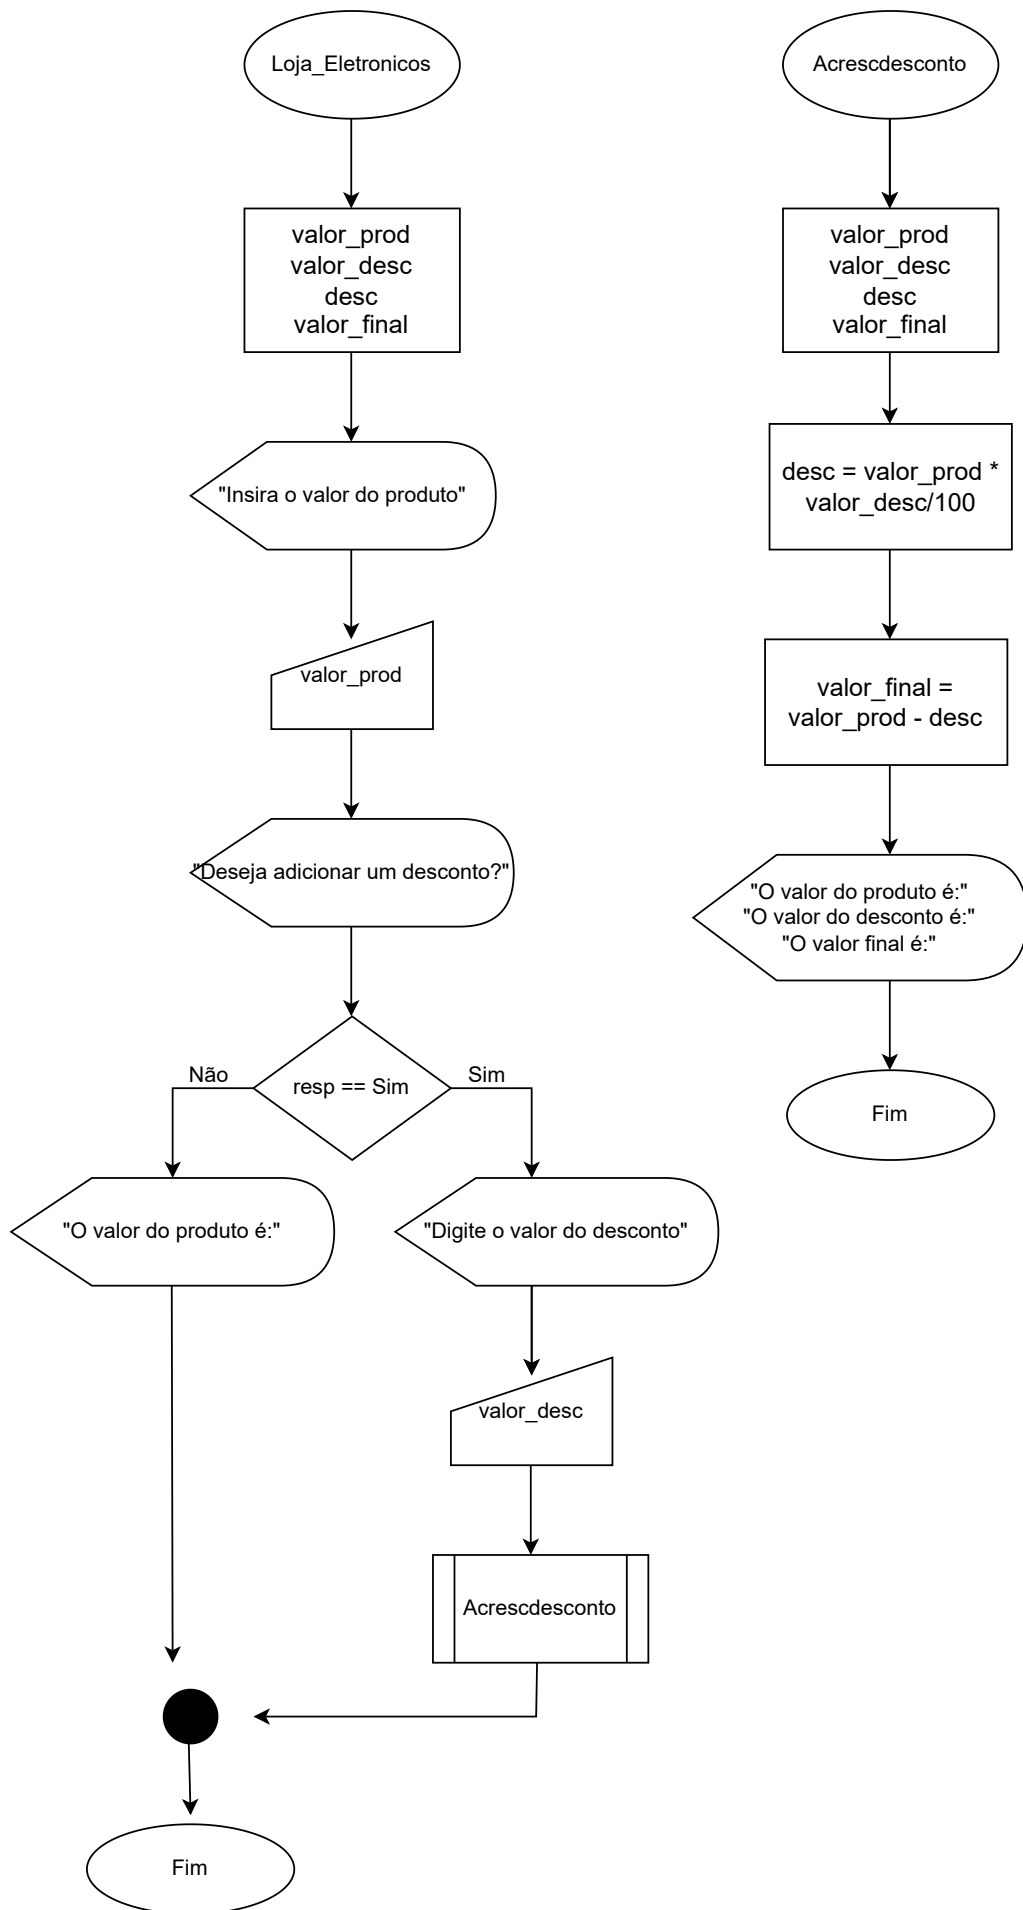 Loja_Eletronicos
valor_prod
valor_desc
desc
valor_final
"Insira o valor do produto"
valor_prod
"Deseja adicionar um desconto?"
resp == Sim
Não
Sim
"O valor do produto é:"
"Digite o valor do desconto"
valor_desc
Acrescdesconto
Fim
Acrescdesconto
valor_prod
valor_desc
desc
valor_final
desc = valor_prod *
valor_desc/100
valor_final =
valor_prod - desc
"O valor do produto é:"
"O valor do desconto é:"
"O valor final é:"
Fim